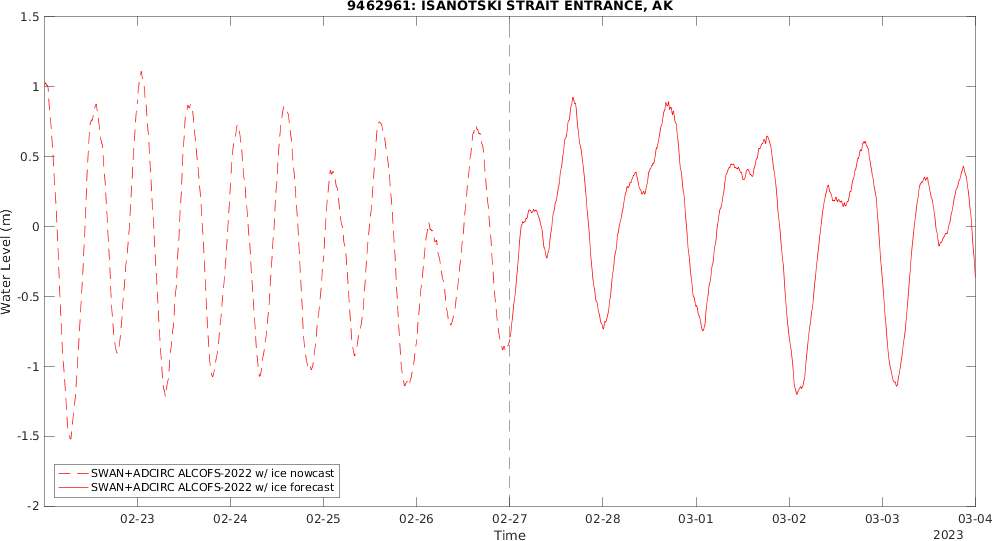 9462961: ISANOTSKI STRAIT ENTRANCE, AK
1.5
1
0.5
0
-0.5
-1
-1.5
-2
Water Level (m)
SWAN+ADCIRC ALCOFS-2022 w/ ice nowcast
SWAN+ADCIRC ALCOFS-2022 w/ ice forecast
02-23 02-24 02-25 02-26 02-27 02-28 03-01 03-02 03-03 03-04
Time
2023